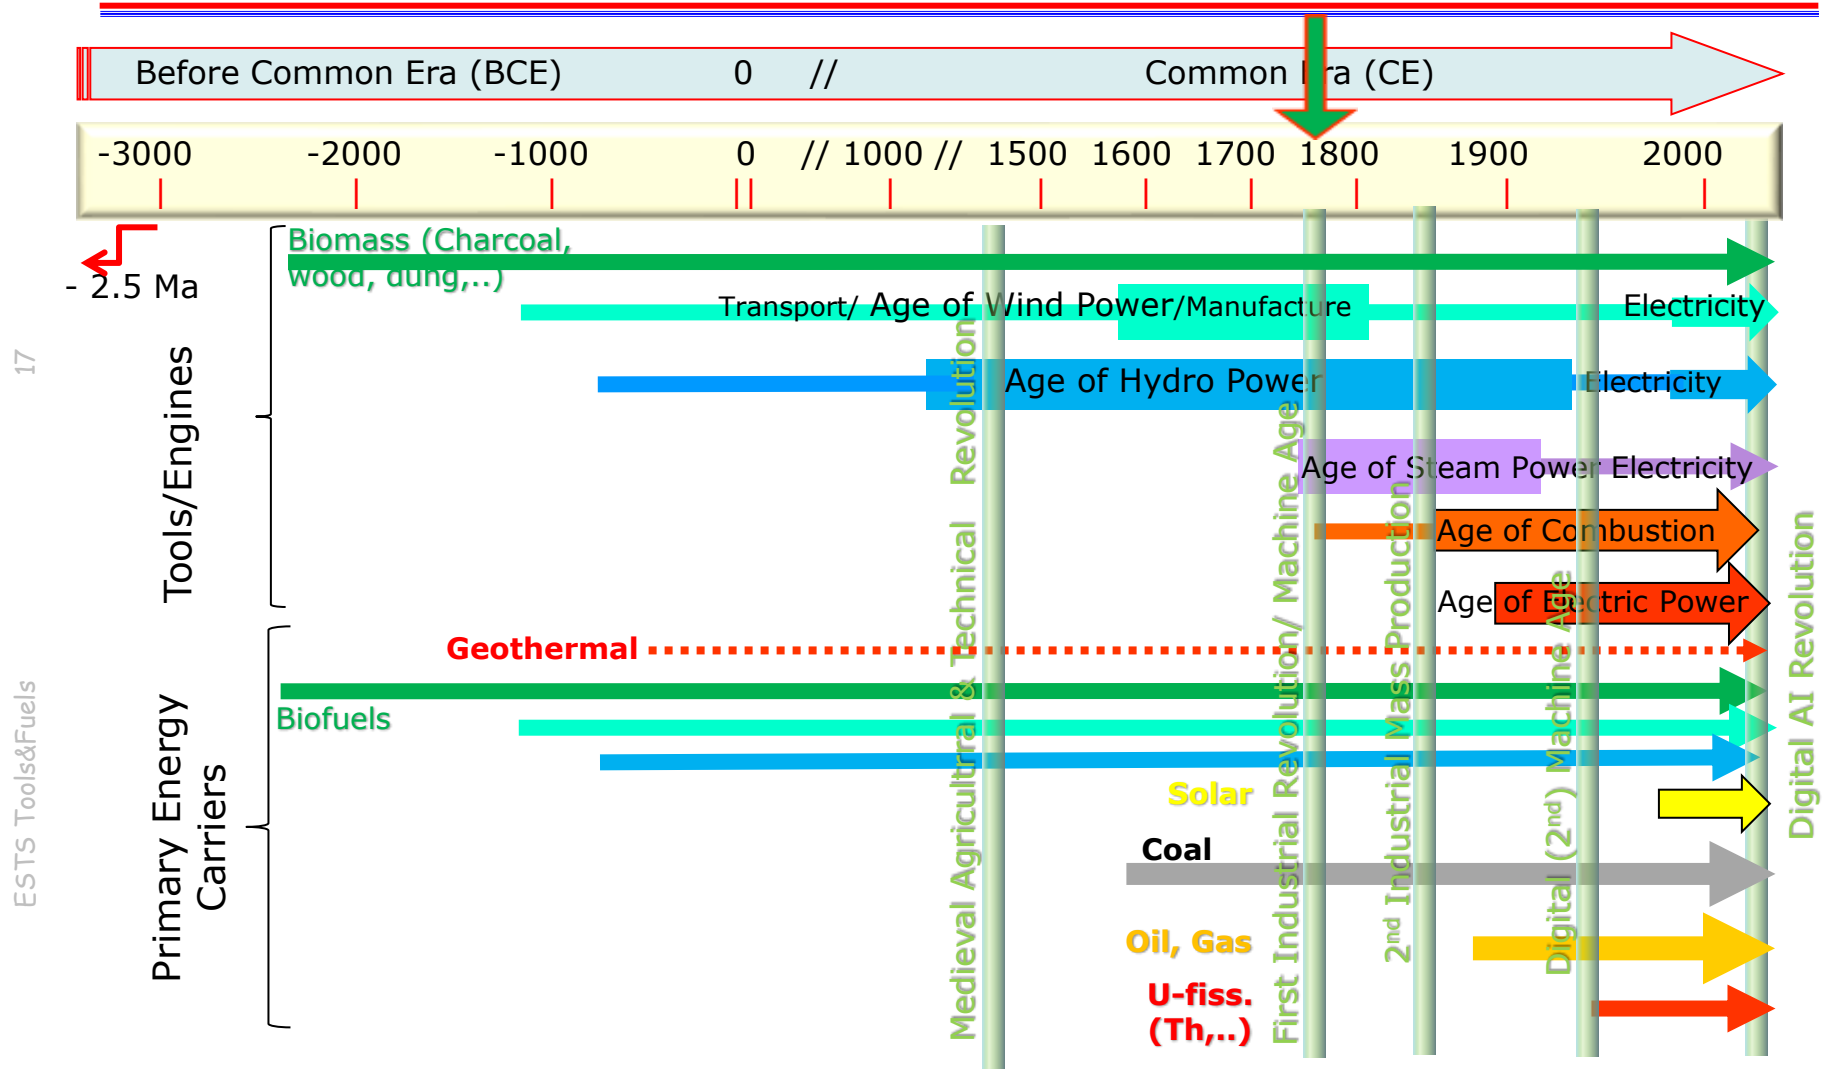 Before Common Era (BCE) 0 // Common Era (CE)
-3000 -2000 -1000 0 // 1000 // 1500 1600 1700 1800 1900 2000
- 2.5 Ma
Biomass (Charcoal,
wood, dung,..)
Transport/ Age of Wind Power/Manufacture Electricity
Age of Hydro Power Electricity
Age of Steam Power Electricity
Age of Combustion
Age of Electric Power
Tools/Engines
Geothermal
Biofuels
Solar
Coal
Oil, Gas
U-fiss.
(Th,..)
Primary Energy
Carriers
Medieval Agricultrral & Technical Revolution
First Industrial Revolution/ Machine Age
2nd Industrial Mass Production
Digital (2nd) Machine Age
Digital AI Revolution
17
ESTS Tools&Fuels